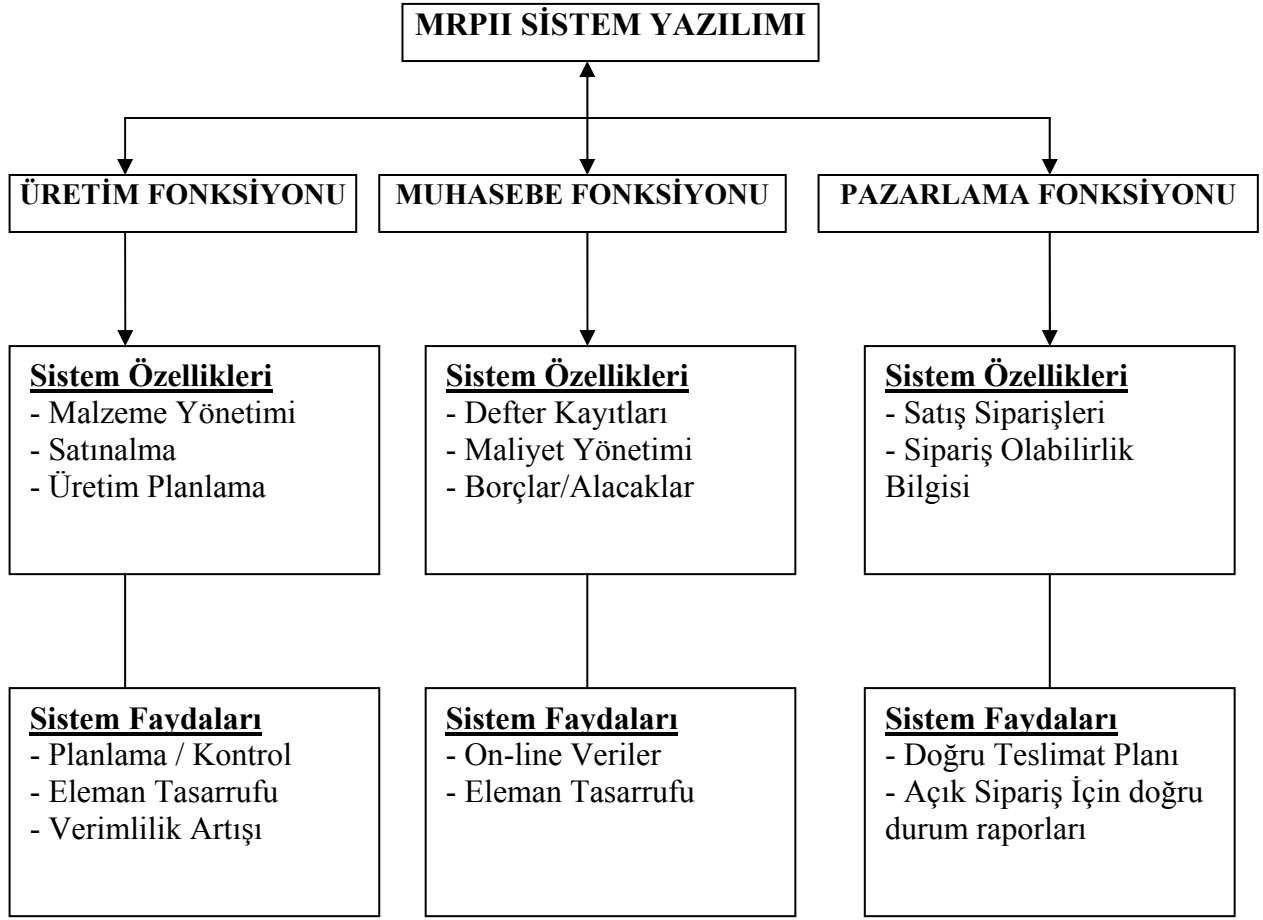 MRPII SİSTEM YAZILIMI
ÜRETİM FONKSİYONU
MUHASEBE FONKSİYONU
PAZARLAMA FONKSİYONU
Sistem Özellikleri
- Malzeme Yönetimi
- Satınalma
- Üretim Planlama
Sistem Özellikleri
- Defter Kayıtları
- Maliyet Yönetimi
- Borçlar/Alacaklar
Sistem Özellikleri
- Satış Siparişleri
- Sipariş Olabilirlik
Bilgisi
Sistem Faydaları
- Planlama / Kontrol
- Eleman Tasarrufu
- Verimlilik Artışı
Sistem Faydaları
- On-line Veriler
- Eleman Tasarrufu
Sistem Faydaları
- Doğru Teslimat Planı
- Açık Sipariş İçin doğru
durum raporları